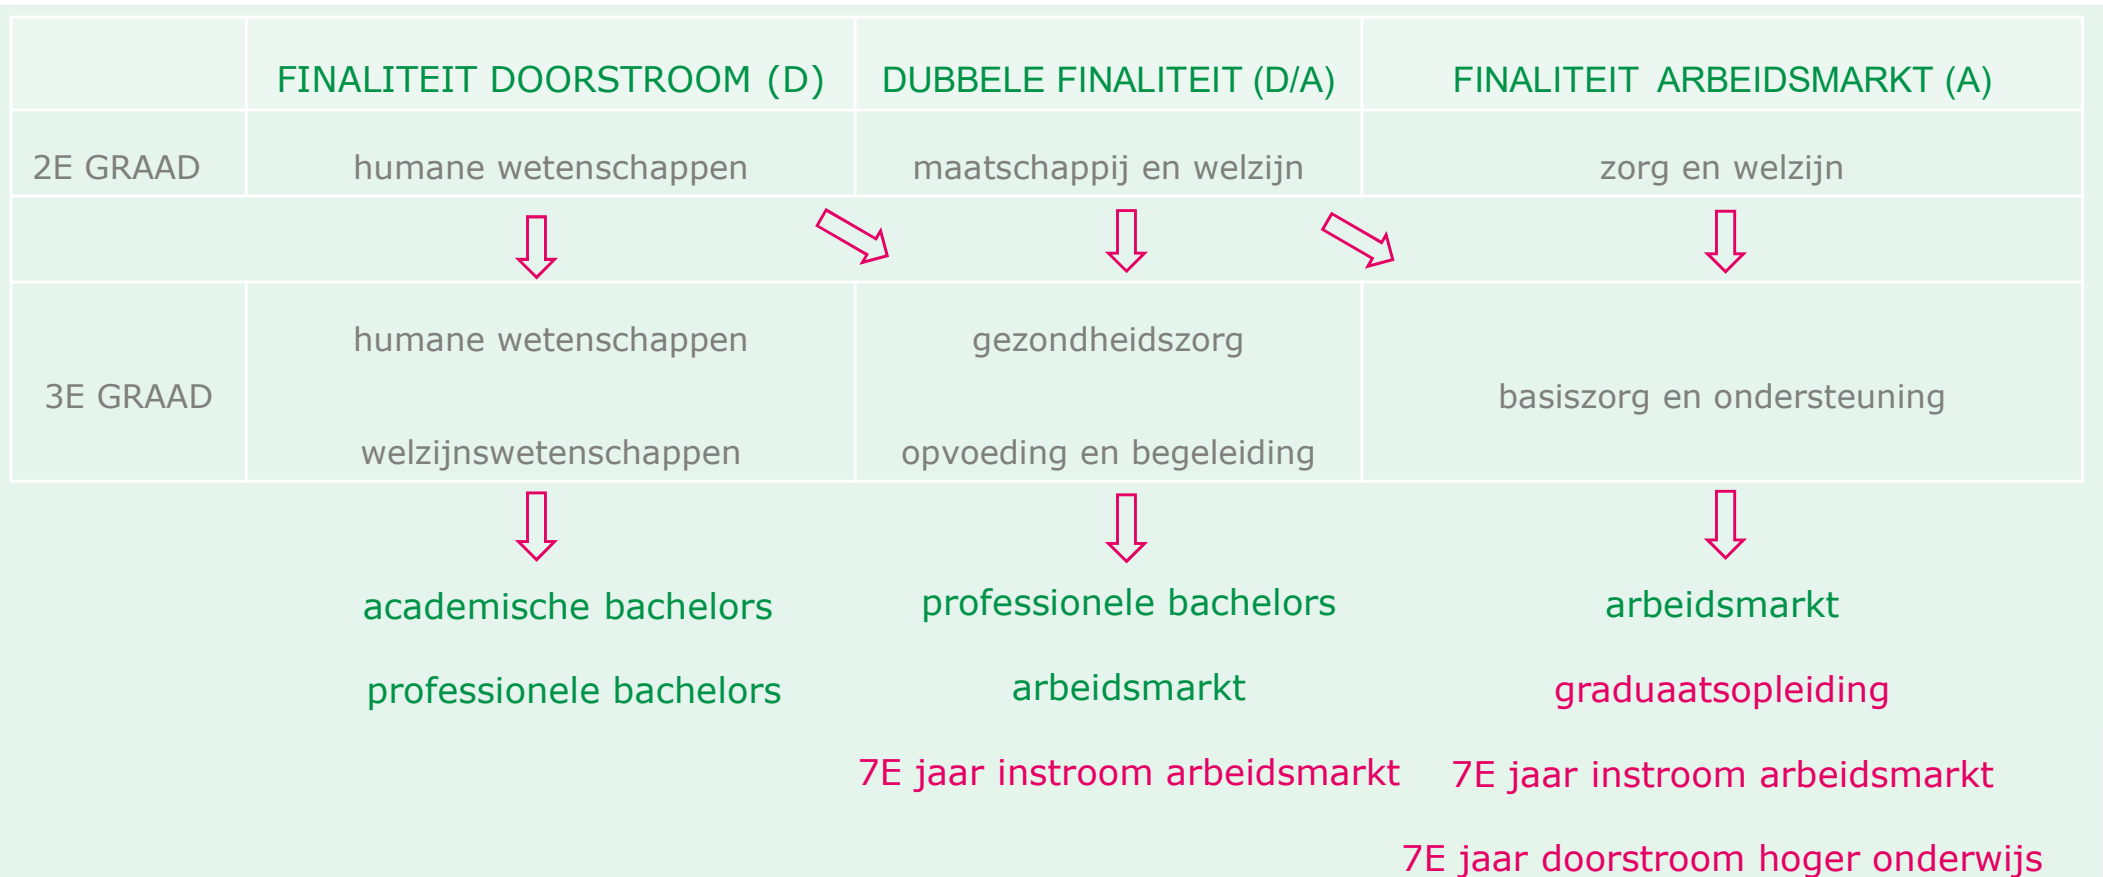 FINALITEIT DOORSTROOM (D) DUBBELE FINALITEIT (D/A) FINALITEIT ARBEIDSMARKT (A)
2E GRAAD humane wetenschappen maatschappij en welzijn zorg en welzijn
humane wetenschappen gezondheidszorg
3E GRAAD basiszorg en ondersteuning
welzijnswetenschappen opvoeding en begeleiding
academische bachelors professionele bachelors arbeidsmarkt
professionele bachelors arbeidsmarkt graduaatsopleiding
7E jaar instroom arbeidsmarkt 7E jaar instroom arbeidsmarkt
7E jaar doorstroom hoger onderwijs